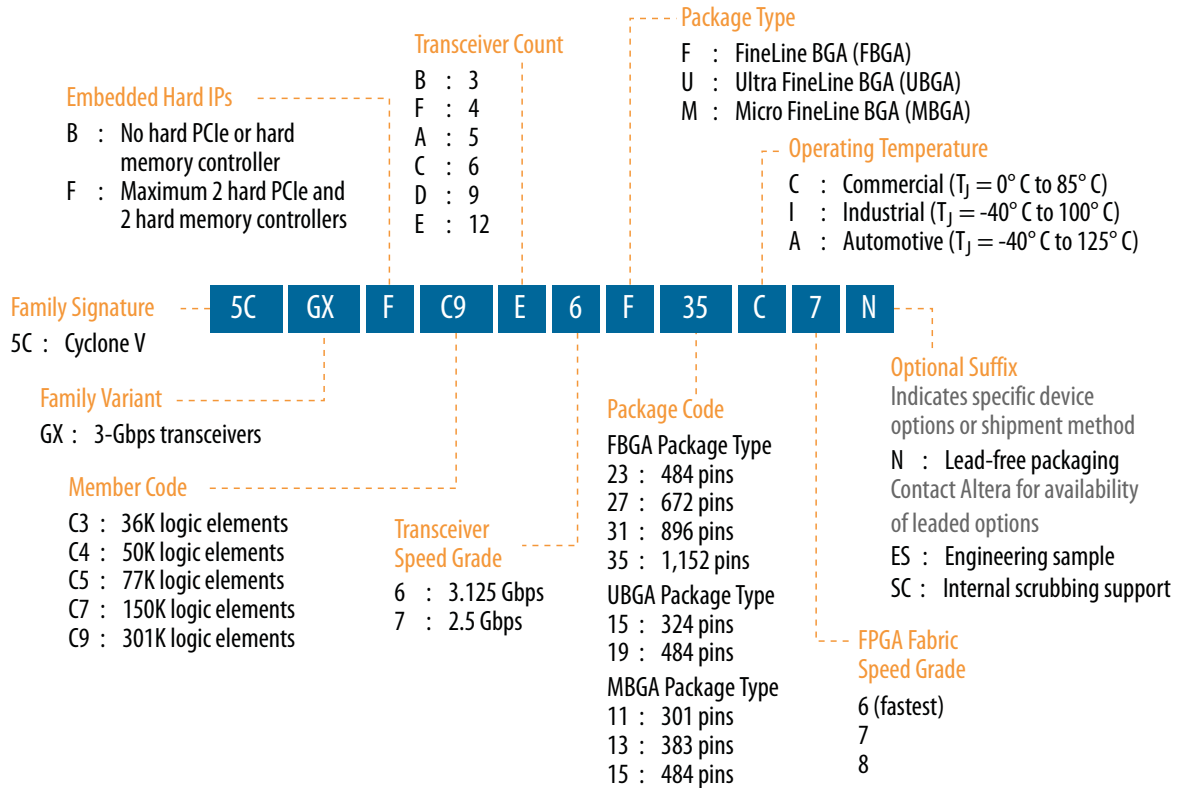 Package Type
F : FineLine BGA (FBGA)
U : Ultra FineLine BGA (UBGA)
M : Micro FineLine BGA (MBGA)
Transceiver Count
B : 3
F : 4
A : 5
C : 6
D : 9
E : 12
Embedded Hard IPs
B : No hard PCIe or hard
memory controller
F : Maximum 2 hard PCIe and
2 hard memory controllers
Operating Temperature
C : Commercial (TJ = 0° C to 85° C)
I : Industrial (TJ = -40° C to 100° C)
A : Automotive (TJ = -40° C to 125° C)
Family Signature
5C : Cyclone V
5C GX F C9 E 6 F 35 C 7 N
Family Variant
GX : 3-Gbps transceivers
Member Code
C3 : 36K logic elements
C4 : 50K logic elements
C5 : 77K logic elements
C7 : 150K logic elements
C9 : 301K logic elements
Transceiver
Speed Grade
6 : 3.125 Gbps
7 : 2.5 Gbps
Package Code
FBGA Package Type
23 : 484 pins
27 : 672 pins
31 : 896 pins
35 : 1,152 pins
UBGA Package Type
15 : 324 pins
19 : 484 pins
MBGA Package Type
11 : 301 pins
13 : 383 pins
15 : 484 pins
Optional Suffix
Indicates specific device
options or shipment method
N : Lead-free packaging
Contact Altera for availability
of leaded options
ES : Engineering sample
SC : Internal scrubbing support
FPGA Fabric
Speed Grade
6 (fastest)
7
8